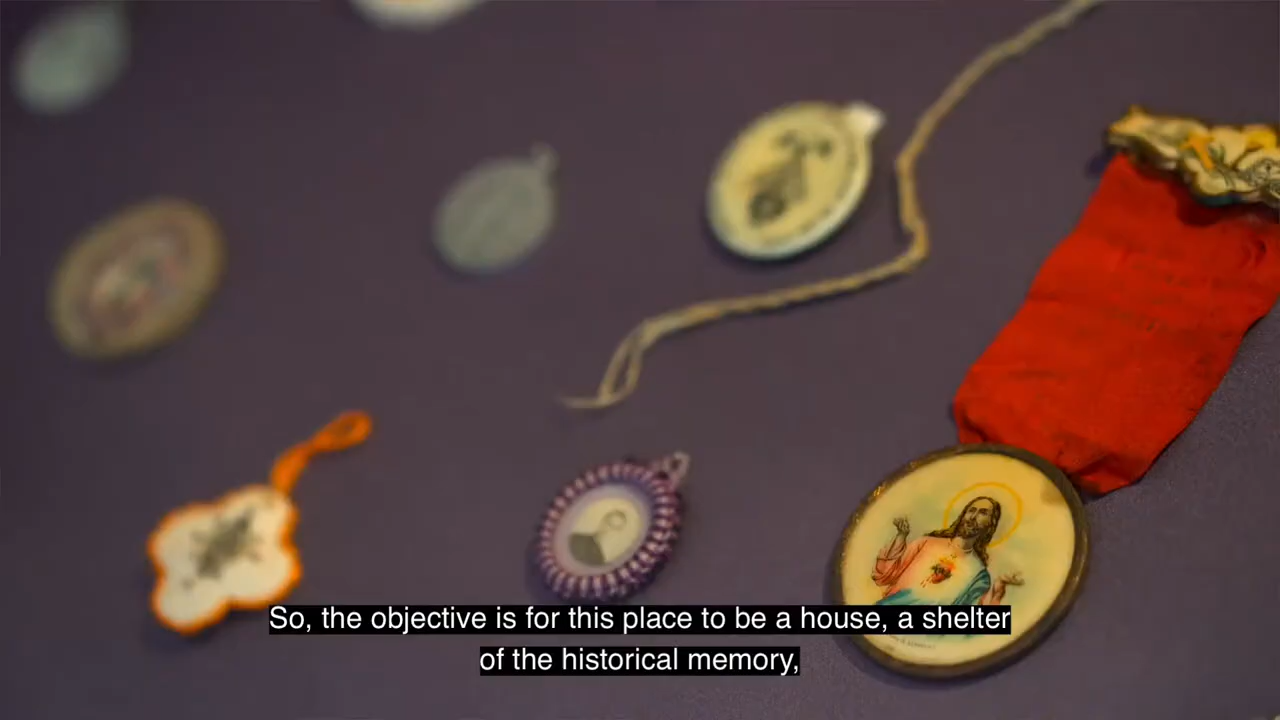 So, the objective is for this place to be a house, a shelter
of the historical memory,